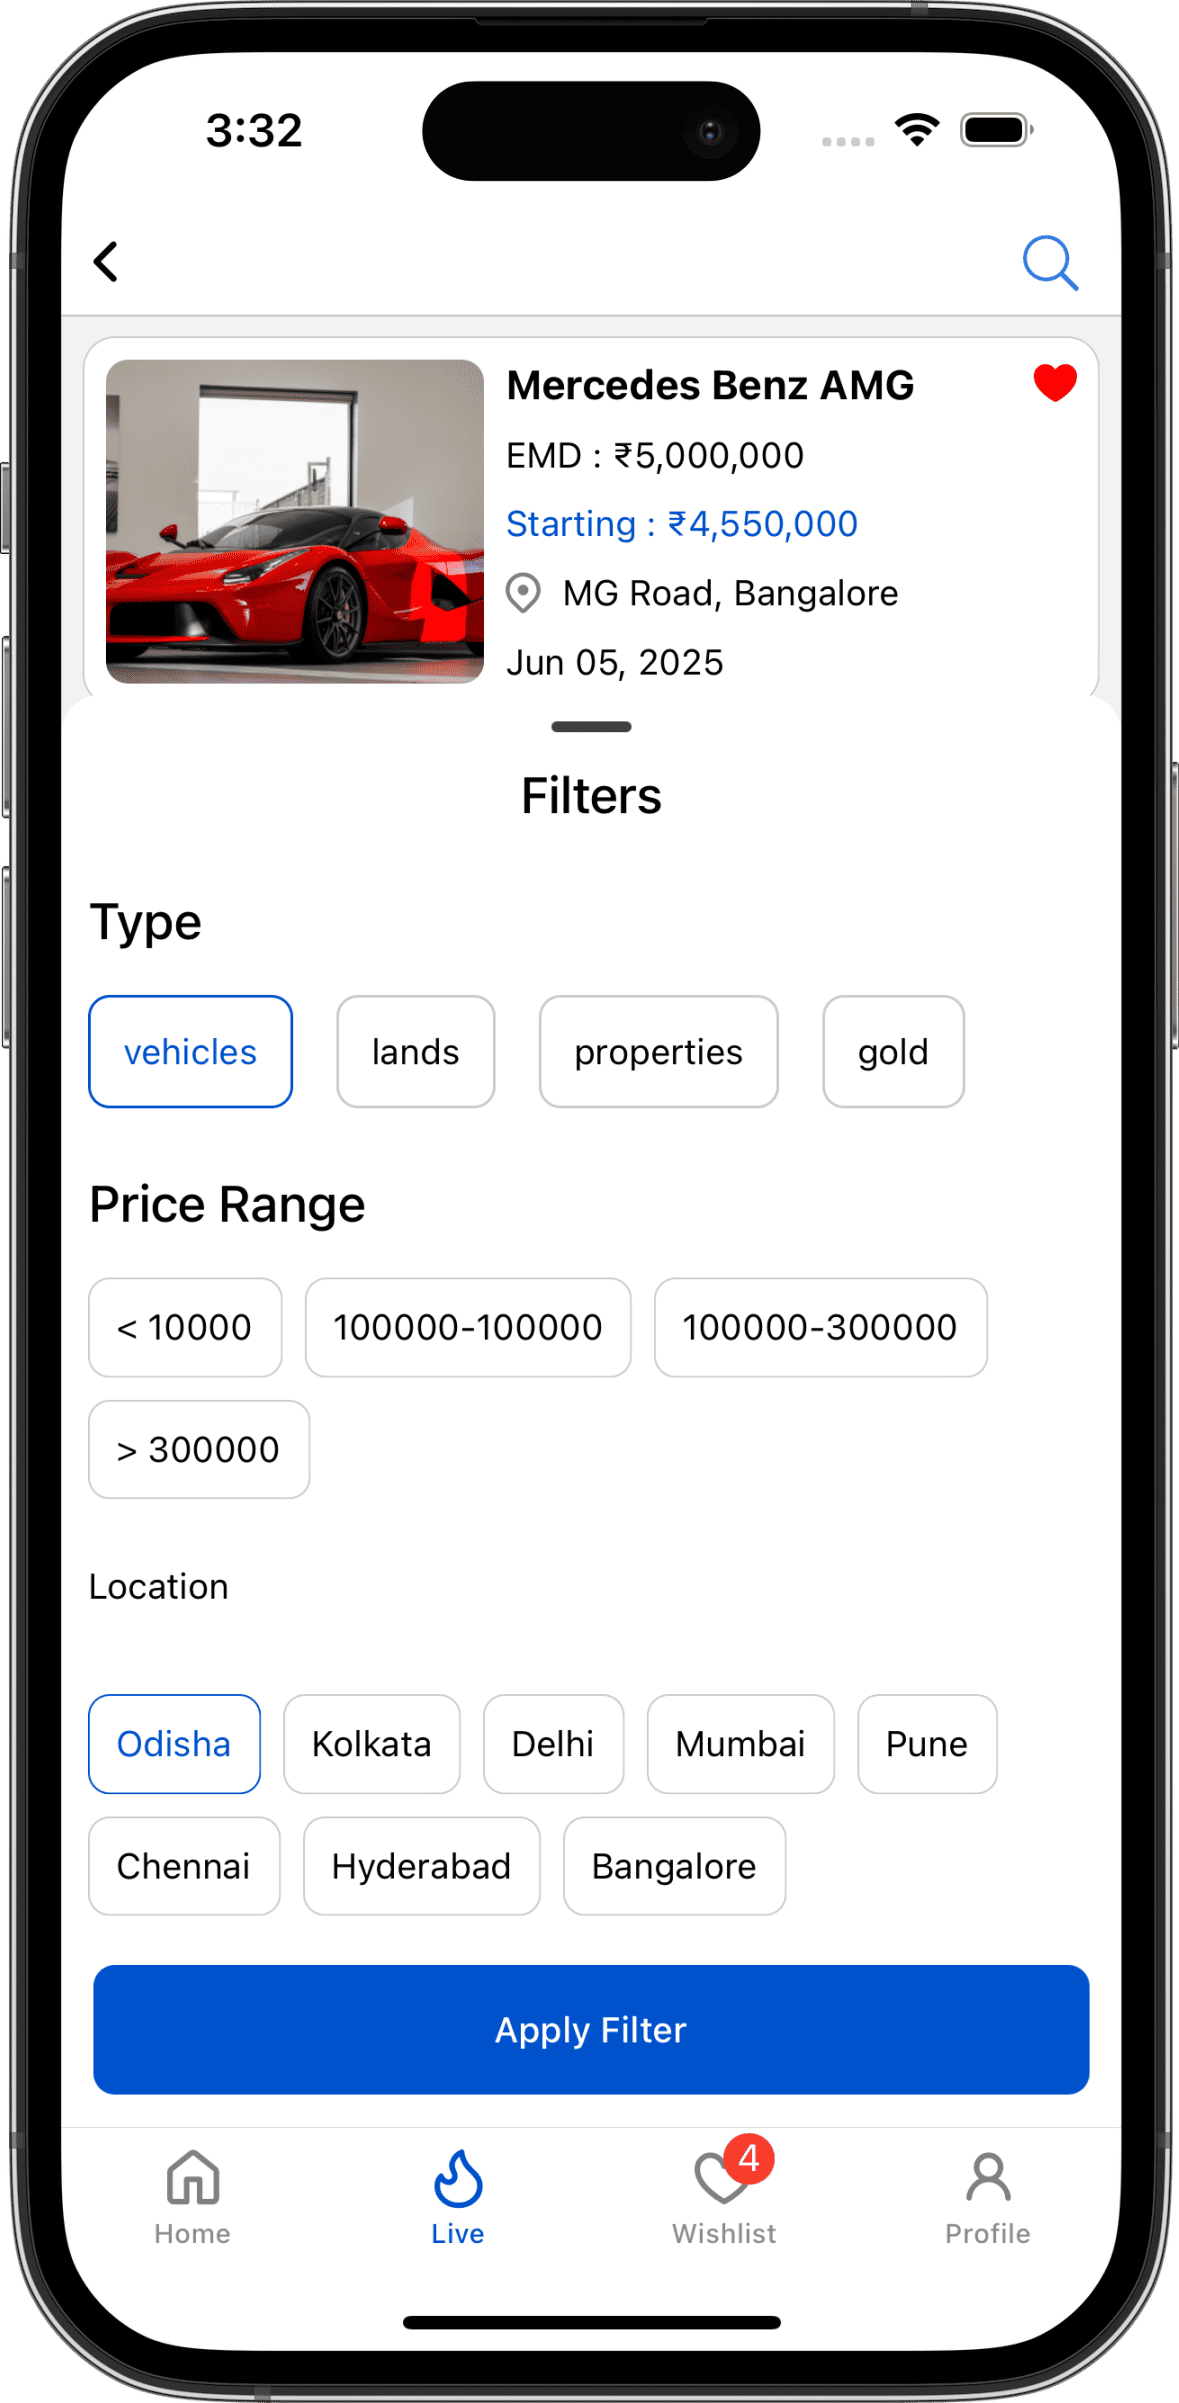 3:32
Mercedes Benz AMG
EMD : ₹5,000,000
Starting : ₹4,550,000
MG Road, Bangalore
Jun 05, 2025
Filters
Type
vehicles lands properties gold
Price Range
< 10000 100000-100000 100000-300000
> 300000
Location
Odisha Kolkata Delhi Mumbai Pune
Chennai Hyderabad Bangalore
Apply Filter
4
Home Live Wishlist Profile